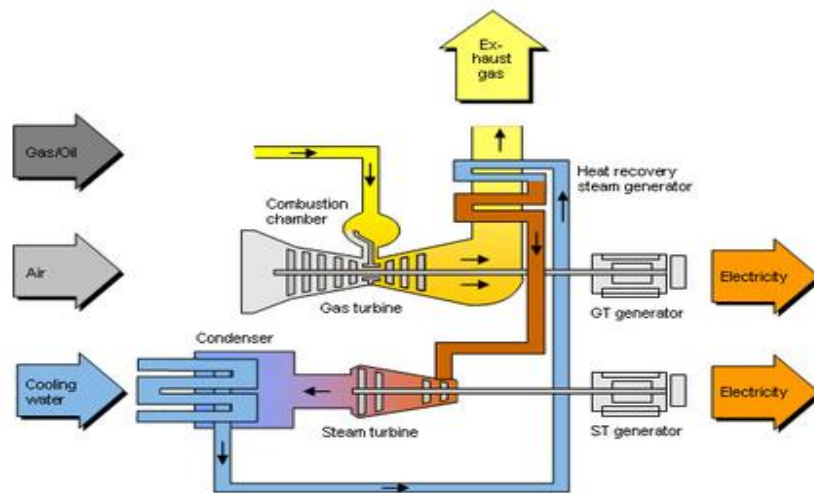 Ex-
haust
gas
Gas/Oil
Combustion
chamber
Heat recovery
steam generator
Air
Gas turbine
GT generator
Electricity
Condenser
Cooling
water
Steam turbine
ST generator
Electricity